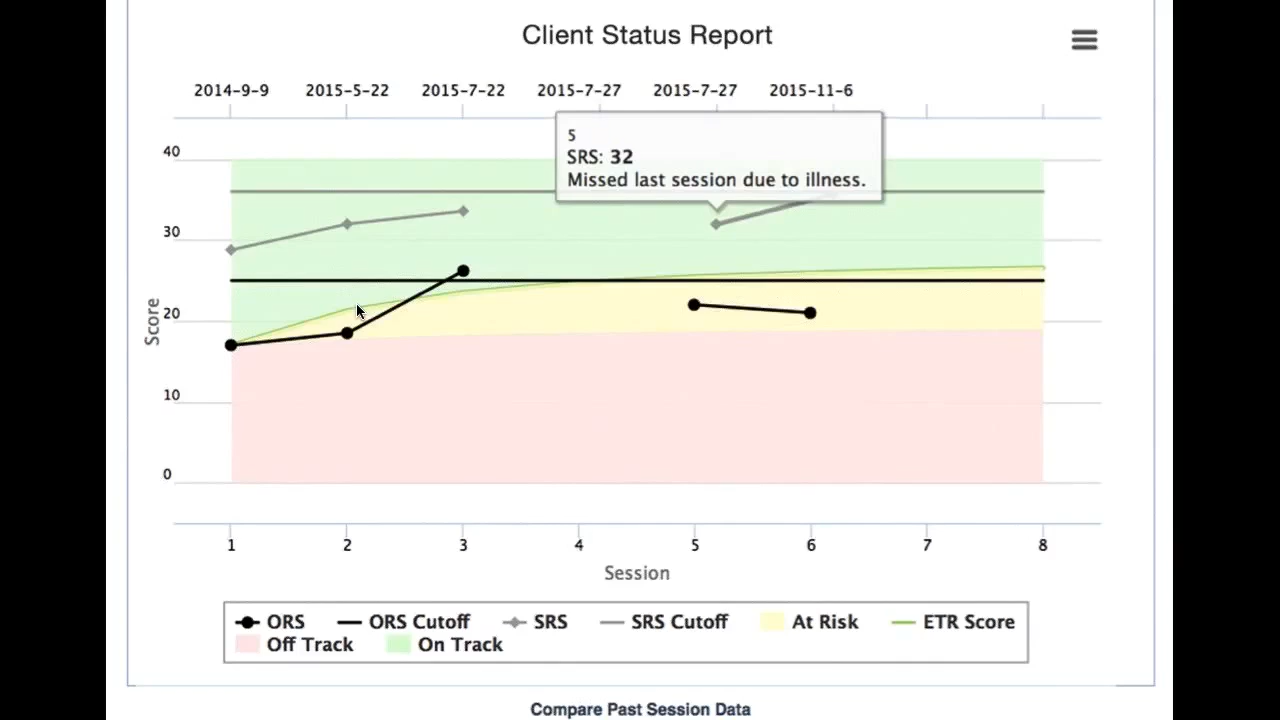 Client Status Report
2014-9-9 2015-5-22 2015-7-22 2015-7-27 2015-7-27 2015-11-6
5
SRS: 32
Missed last session due to illness.
40
30
20
10
0
Score
1 2 3 4 5 6 7 8
Session
ORS ORS Cutoff SRS SRS Cutoff At Risk ETR Score
Off Track On Track
Compare Past Session Data